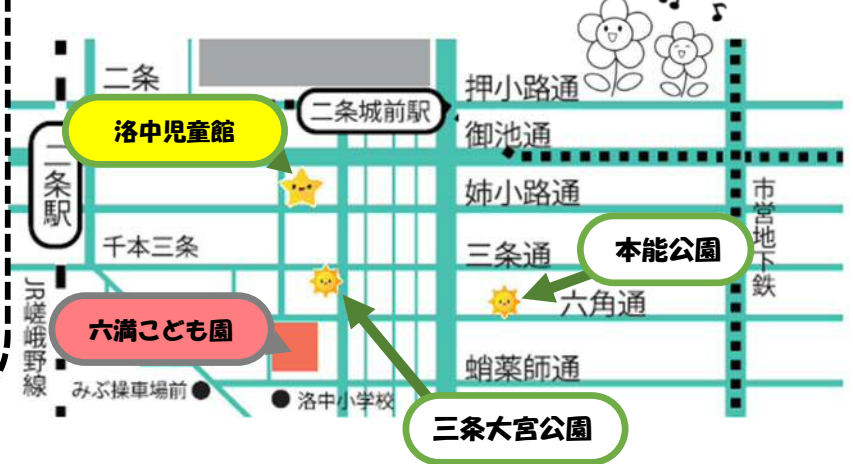 二条
押小路通
二条城前駅
洛中児童館
御池通
二条駅
姉小路通
市営地下鉄
千本三条
三条通
本能公園
JR嵯峨野線
六角通
六満こども園
蛸薬師通
みぶ操車場前
洛中小学校
三条大宮公園